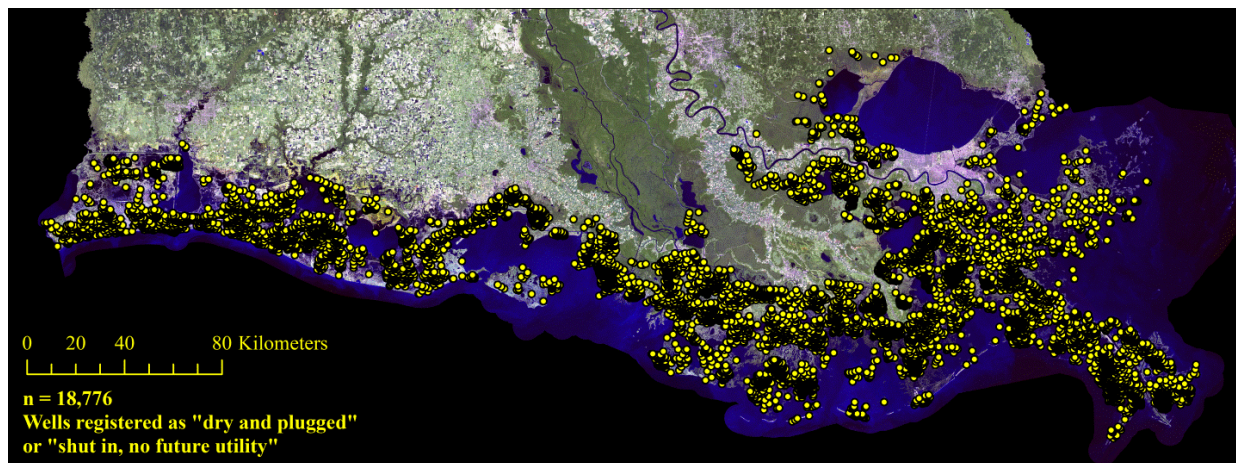 0 20 40 80 Kilometers
n = 18,776
Wells registered as "dry and plugged"
or "shut in, no future utility"